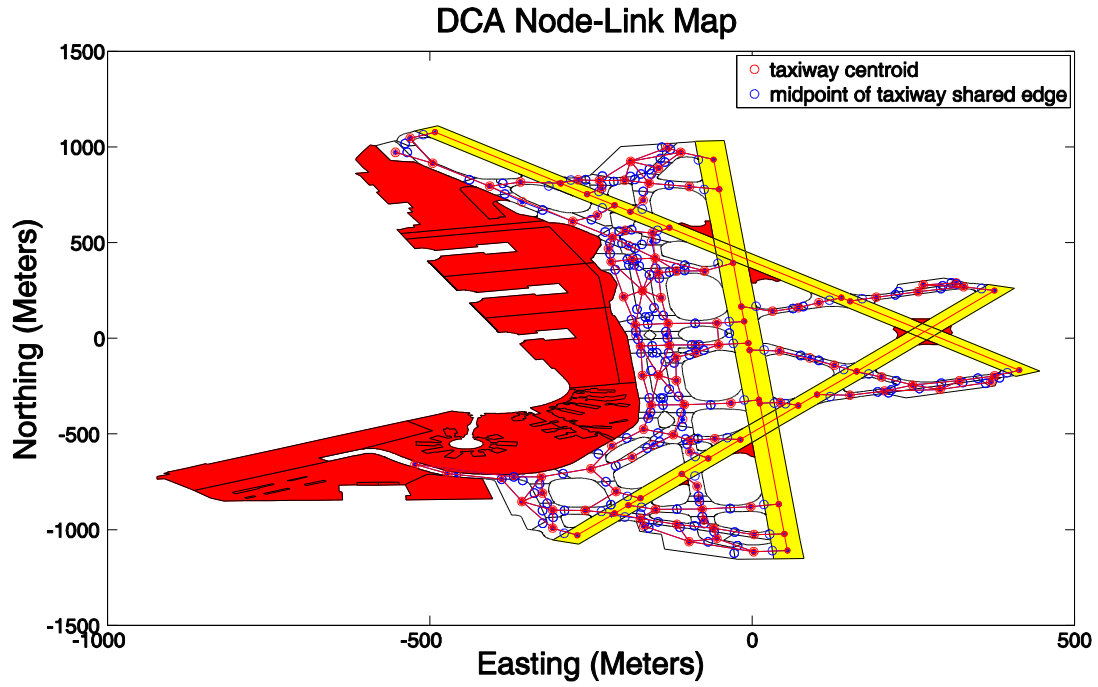 DCA Node-Link Map
taxiway centroid
midpoint of taxiway shared edge
Northing (Meters)
1500
1000
500
0
-500
-1000
-1500
-1000
-500
0
500
Easting (Meters)